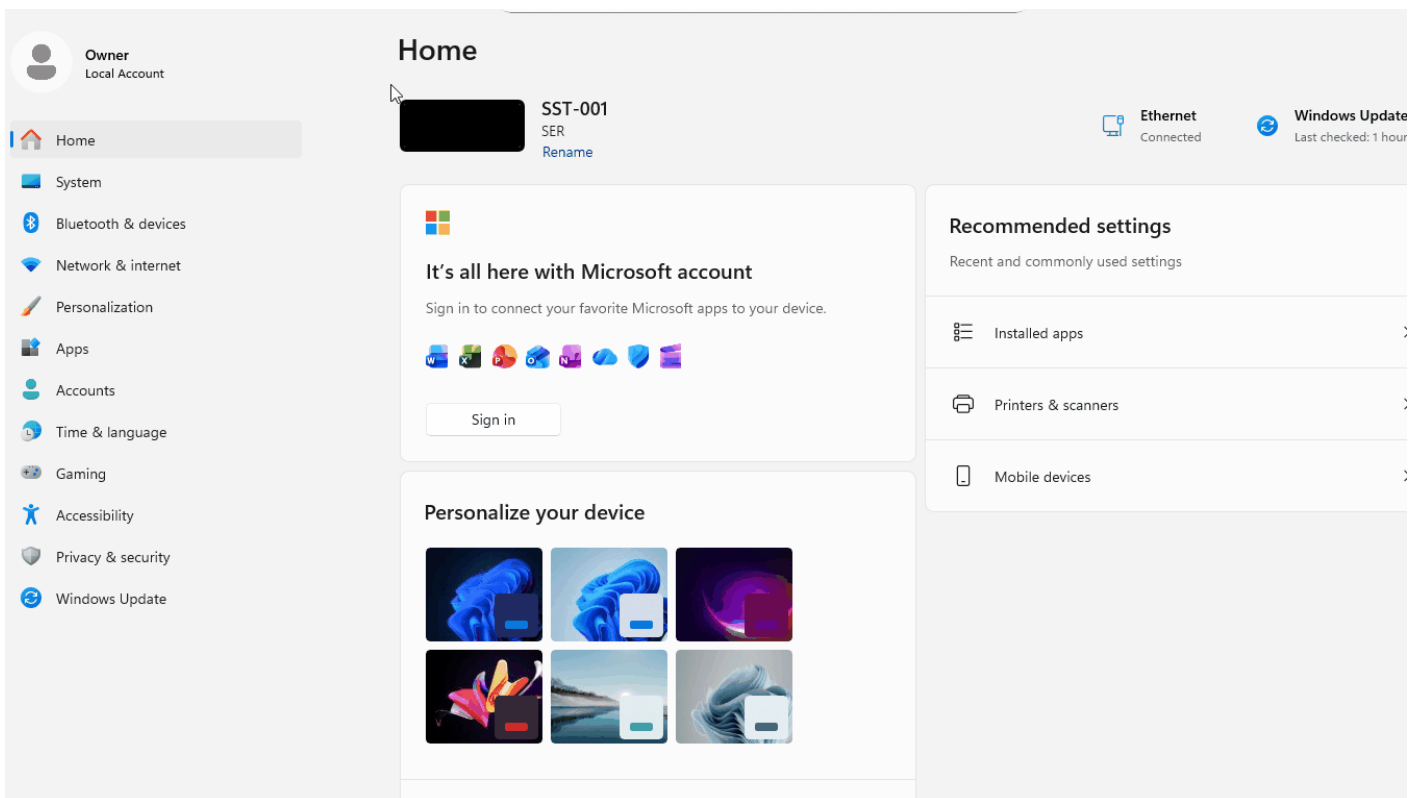 Owner
Local Account
Home
System
Bluetooth & devices
Network & internet
Personalization
Apps
Accounts
Time & language
Gaming
Accessibility
Privacy & security
Windows Update
Home
SST-001
SER
Rename
Ethernet
Connected
Windows Update
Last checked: 1 hour
It's all here with Microsoft account
Sign in to connect your favorite Microsoft apps to your device.
Sign in
Personalize your device
Recommended settings
Recent and commonly used settings
Installed apps
Printers & scanners
Mobile devices